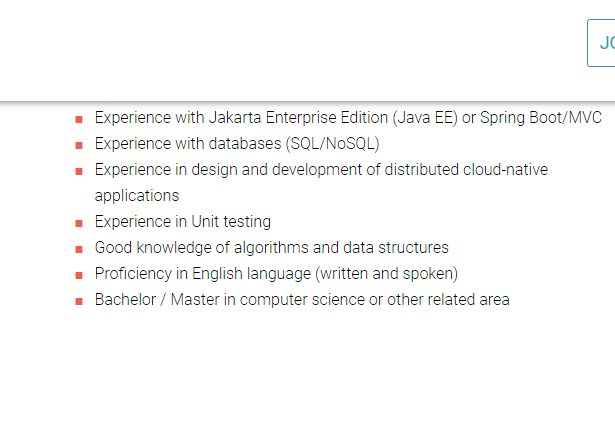 JO
Experience with Jakarta Enterprise Edition (Java EE) or Spring Boot/MVC
Experience with databases (SQL/NoSQL)
Experience in design and development of distributed cloud-native
applications
Experience in Unit testing
Good knowledge of algorithms and data structures
Proficiency in English language (written and spoken)
Bachelor / Master in computer science or other related area